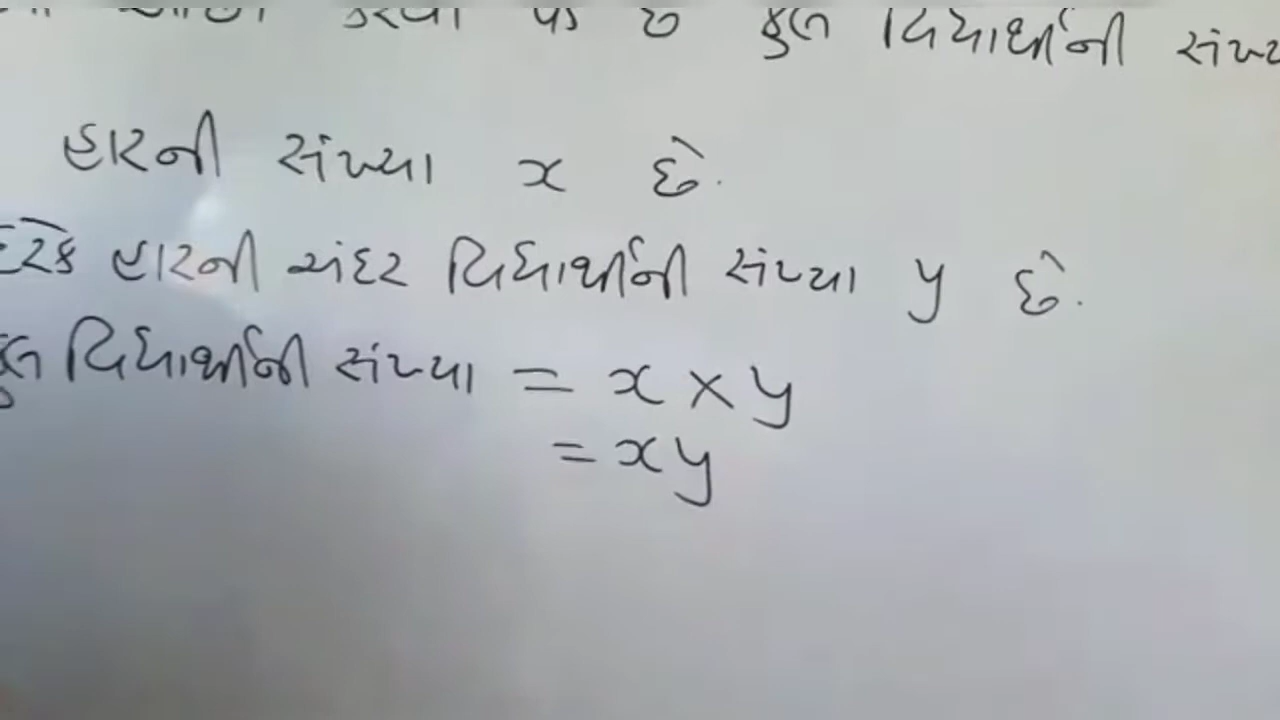 કુલ વિદ્યાર્થીની
હારની સંખ્યા x છે.
દરેક હારની અંદર વિદ્યાર્થીની સંખ્યા y છે.
કુલ વિદ્યાર્થીની સંખ્યા = x × y
= xy